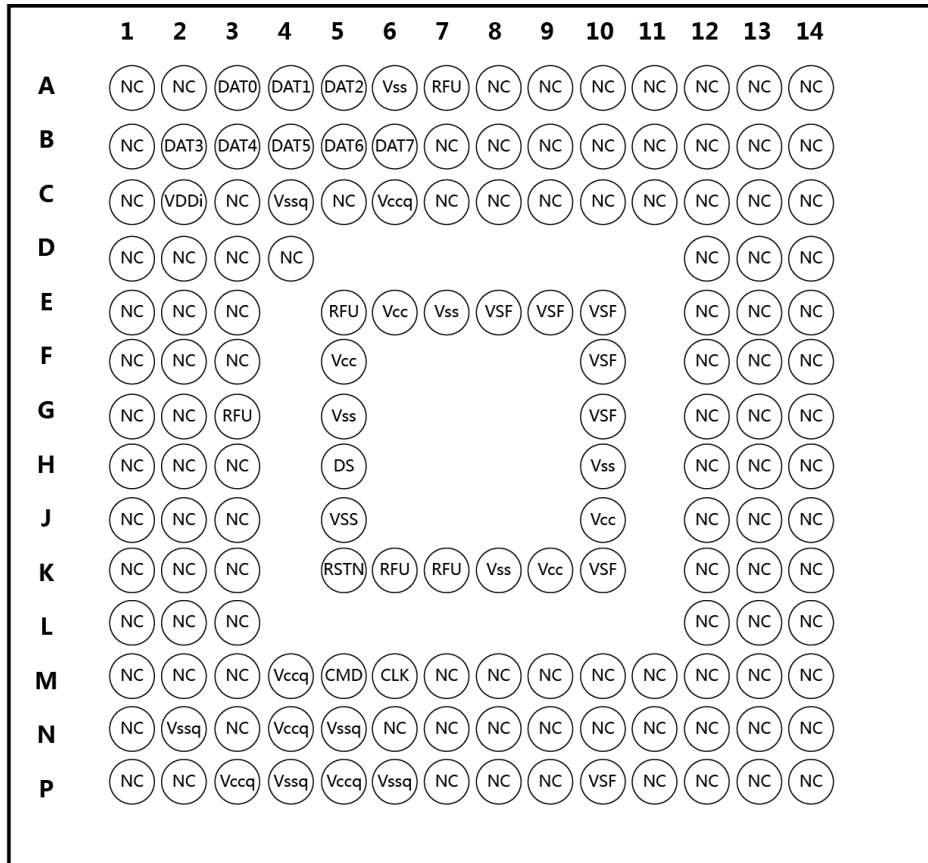 1 2 3 4 5 6 7 8 9 10 11 12 13 14
A NC NC DAT0 DAT1 DAT2 Vss RFU NC NC NC NC NC NC NC
B NC DAT3 DAT4 DAT5 DAT6 DAT7 NC NC NC NC NC NC NC NC
C NC VDDi NC Vssq NC Vccq NC NC NC NC NC NC NC NC
D NC NC NC NC NC NC NC
E NC NC NC RFU Vcc Vss VSF VSF VSF NC NC NC
F NC NC NC Vcc VSF NC NC NC
G NC NC RFU Vss VSF NC NC NC
H NC NC NC DS Vss NC NC NC
J NC NC NC VSS Vcc NC NC NC
K NC NC NC RSTN RFU RFU Vss Vcc VSF NC NC NC
L NC NC NC NC NC NC
M NC NC NC Vccq CMD CLK NC NC NC NC NC NC NC NC
N NC Vssq NC Vccq Vssq NC NC NC NC NC NC NC NC NC
P NC NC Vccq Vssq Vccq Vssq NC NC NC VSF NC NC NC NC